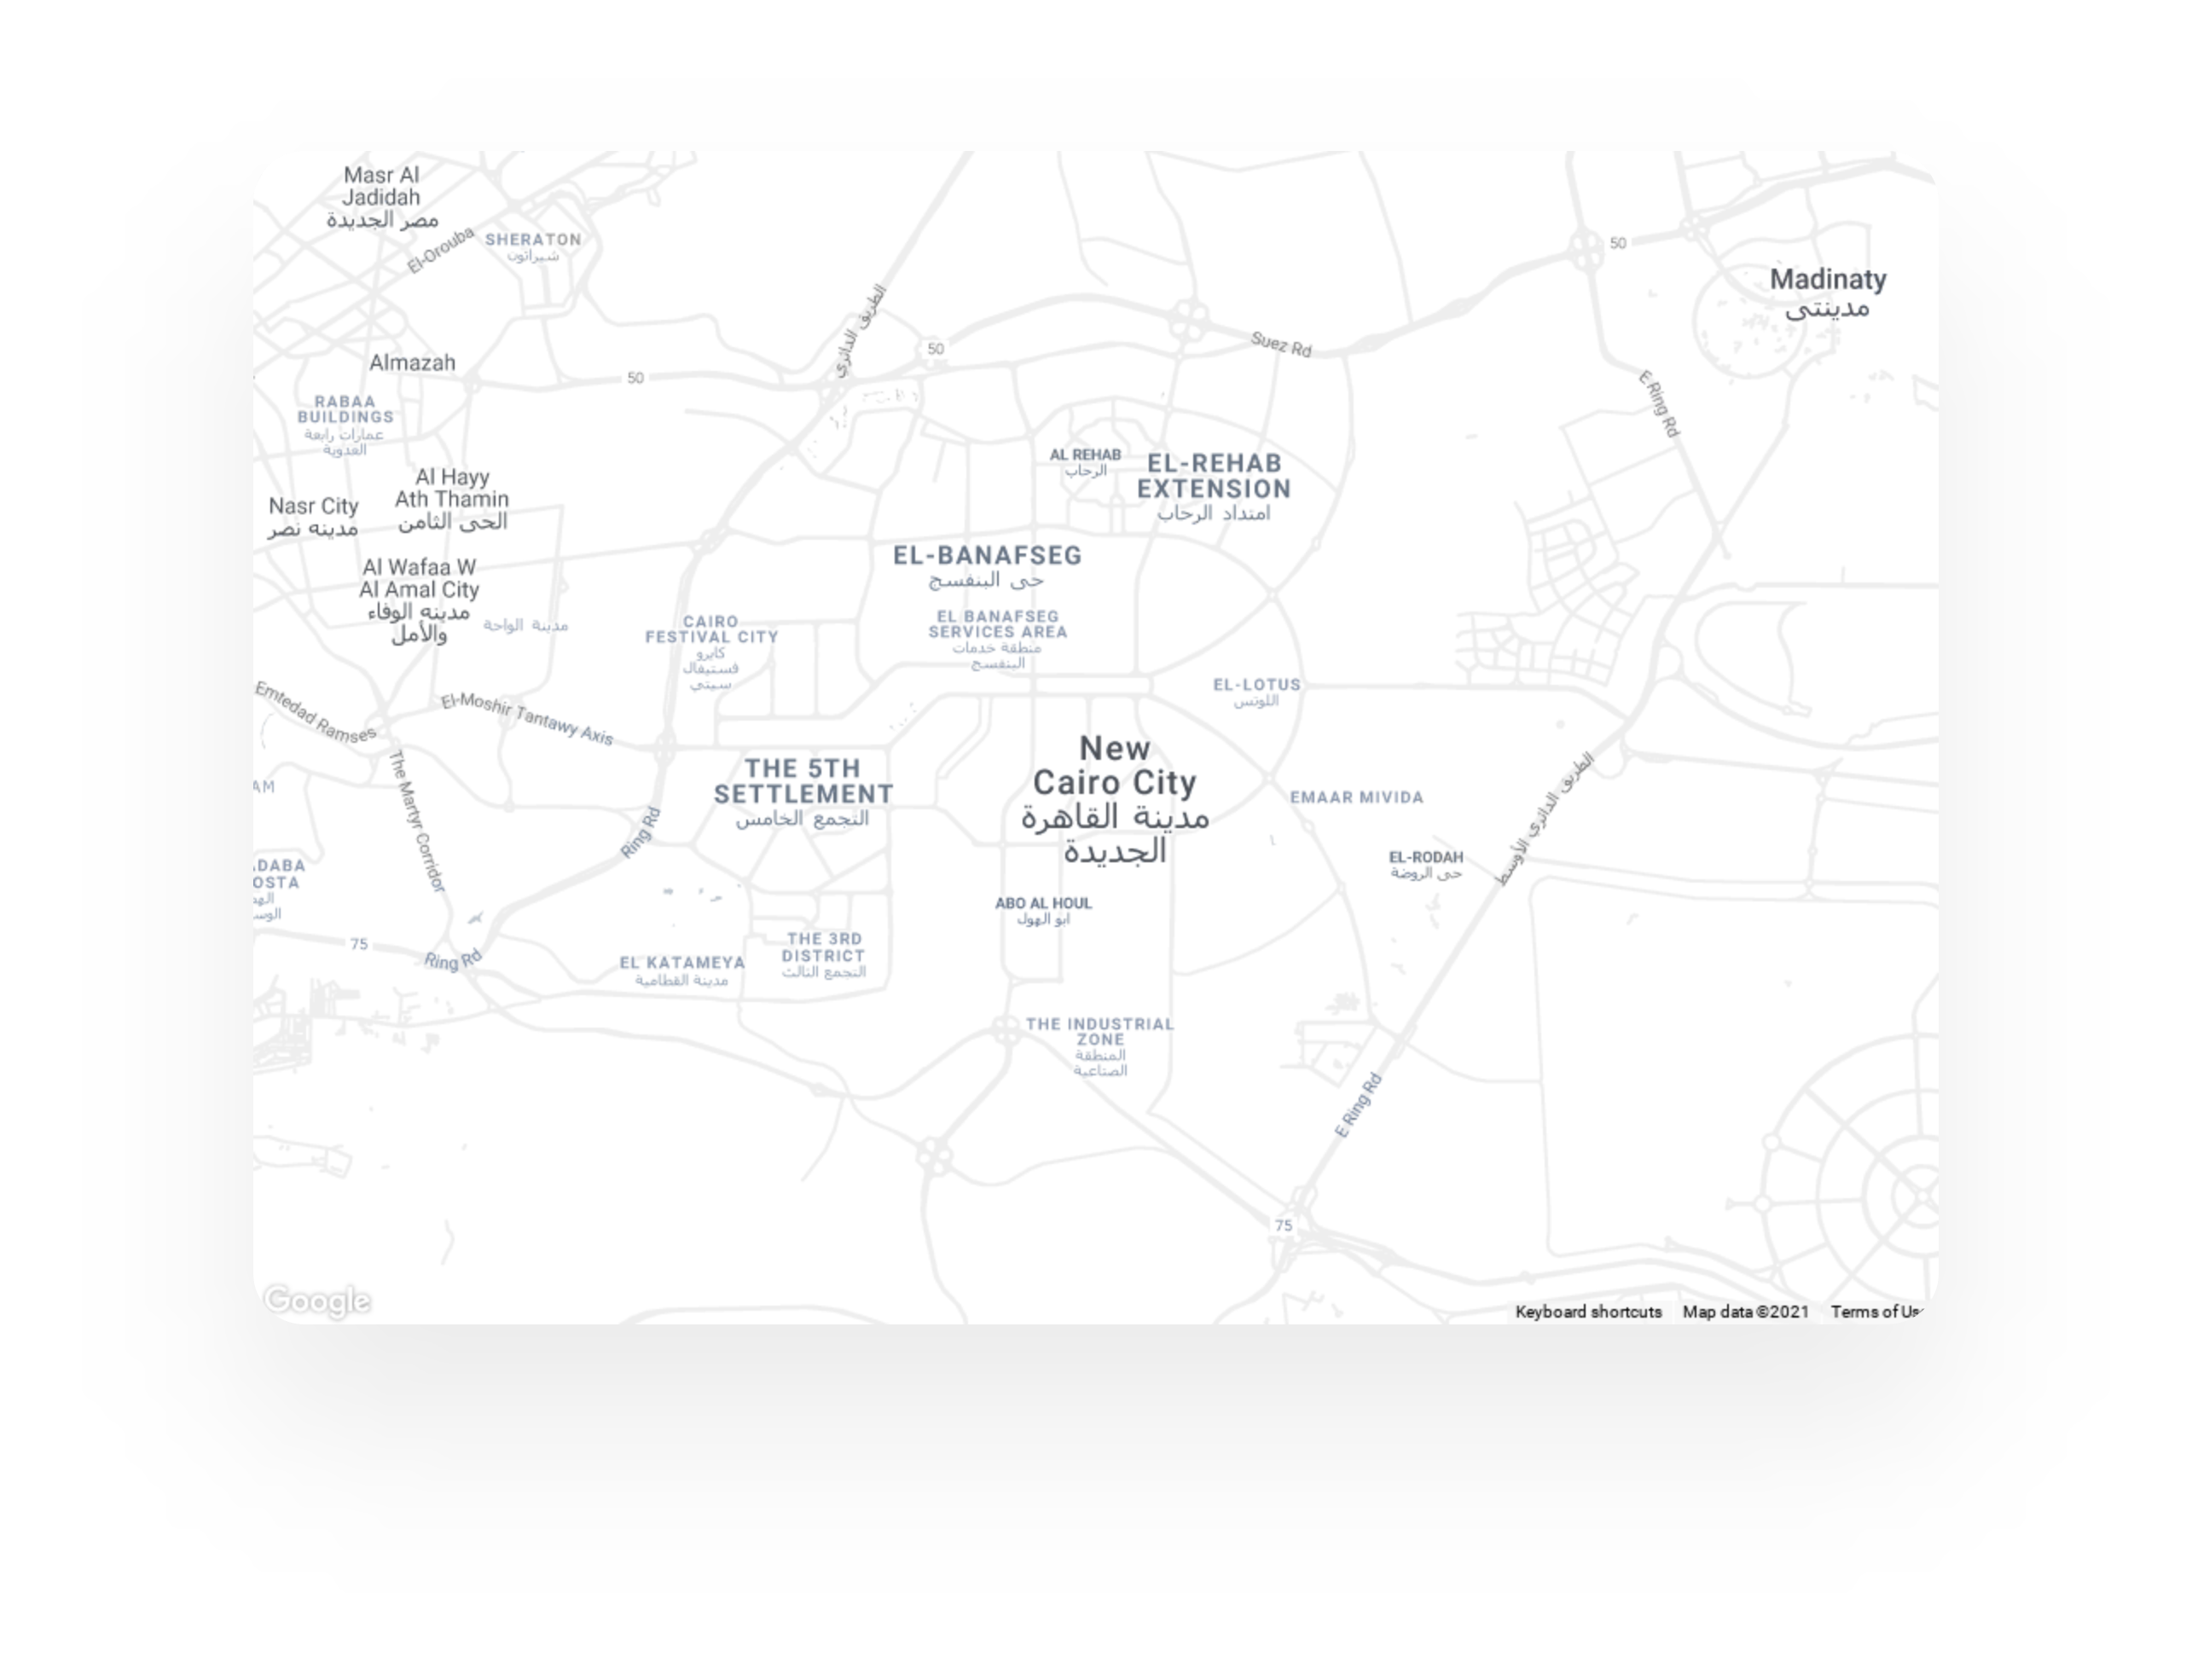 Masr Al
Jadidah
مصر الجديدة
El-Orouba
SHERATON
شيراتون
الطريق الدائري
50
Suez Rd
50
Madinaty
مدينتي
Almazah
50
50
E Ring Rd
RABAA
BUILDINGS
عمارات رابعة
العدوية
AL REHAB
الرحاب
EL-REHAB
EXTENSION
امتداد الرحاب
Al Hayy
Ath Thamin
الحى الثامن
Nasr City
مدينه نصر
EL-BANAFSEG
حى البنفسج
Al Wafaa W
Al Amal City
مدينه الوفاء
والأمل
مدينة الواحة
CAIRO
FESTIVAL CITY
كايرو
فستيفال
سيتي
EL BANAFSEG
SERVICES AREA
منطقة خدمات
البنفسج
EL-LOTUS
اللوتس
Emtedad Ramses
El-Moshir Tantawy Axis
The Martyr Corridor
THE 5TH
SETTLEMENT
التجمع الخامس
New
Cairo City
مدينة القاهرة
الجديدة
EMAAR MIVIDA
الطريق الدائري الأوسط
AM
Ring Rd
EL-RODAH
حى الروضة
DABA
OSTA
ABO AL HOUL
ابو الهول
75
Ring Rd
EL KATAMEYA
مدينة القطامية
THE 3RD
DISTRICT
التجمع الثالث
THE INDUSTRIAL
ZONE
المنطقة
الصناعية
E Ring Rd
75
Google
Keyboard shortcuts
Map data ©2021
Terms of Us